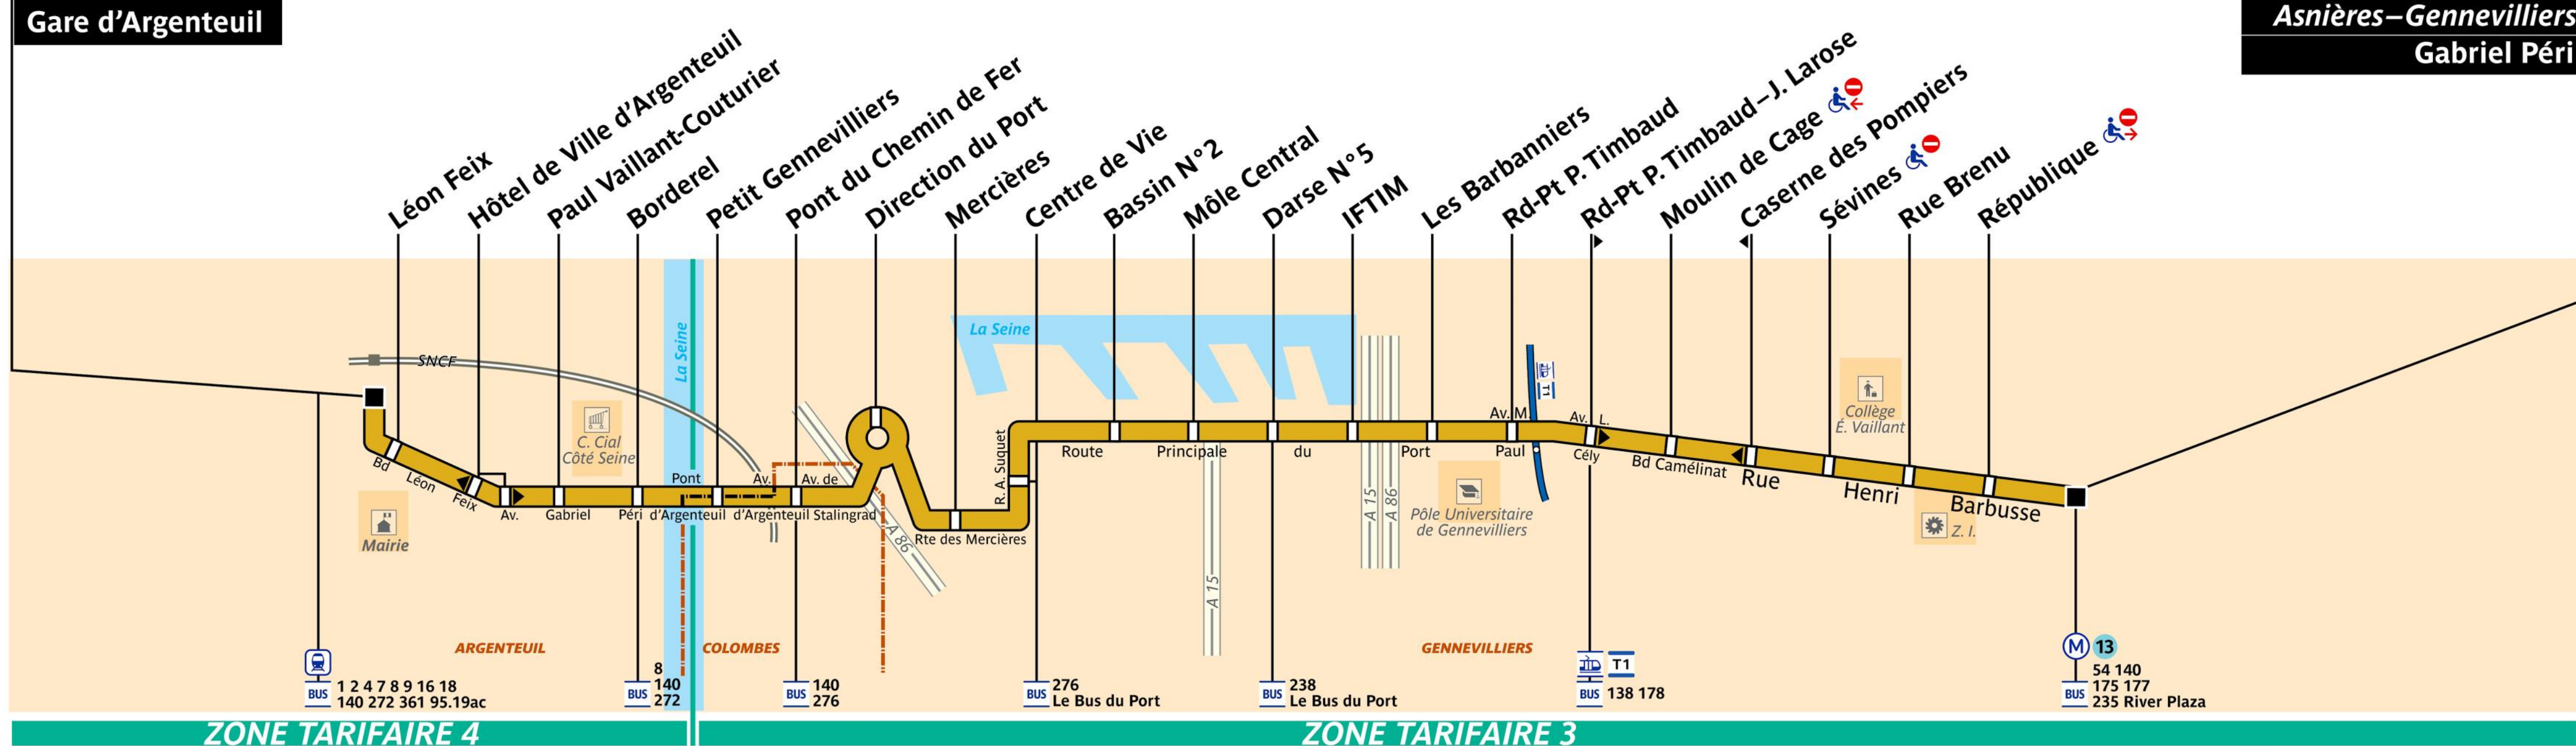 Gare d'Argenteuil
Asnières–Gennevilliers
Gabriel Péri
Léon Feix
Hôtel de Ville d'Argenteuil
Paul Vaillant-Couturier
Borderel
Petit Gennevilliers
Pont du Chemin de Fer
Direction du Port
Mercières
Centre de Vie
Bassin N°2
Môle Central
Darse N°5
IFTIM
Les Barbanniers
Rd-Pt P. Timbaud
Rd-Pt P. Timbaud–J. Larose
Moulin de Cage
Caserne des Pompiers
Sévines
Rue Brenu
République
SNCF
La Seine
La Seine
C. Cial
Côté Seine
Mairie
Bd Léon Feix
Av. Gabriel Péri
Pont d'Argenteuil
Av. d'Argenteuil
Av. de Stalingrad
A 86
Rte des Mercières
R. A. Suquet
Route Principale du Port
A 15
A 15
A 86
Pôle Universitaire
de Gennevilliers
Av. M. Paul
T1
Av. L. Cély
Bd Camélinat
Rue Henri Barbusse
Collège
É. Vaillant
Z. I.
ARGENTEUIL
COLOMBES
GENNEVILLIERS
BUS 1 2 4 7 8 9 16 18
140 272 361 95.19ac
8
140
BUS 272
BUS 140
276
BUS 276
Le Bus du Port
BUS 238
Le Bus du Port
T1
BUS 138 178
M 13
54 140
BUS 175 177
235 River Plaza
ZONE TARIFAIRE 4
ZONE TARIFAIRE 3